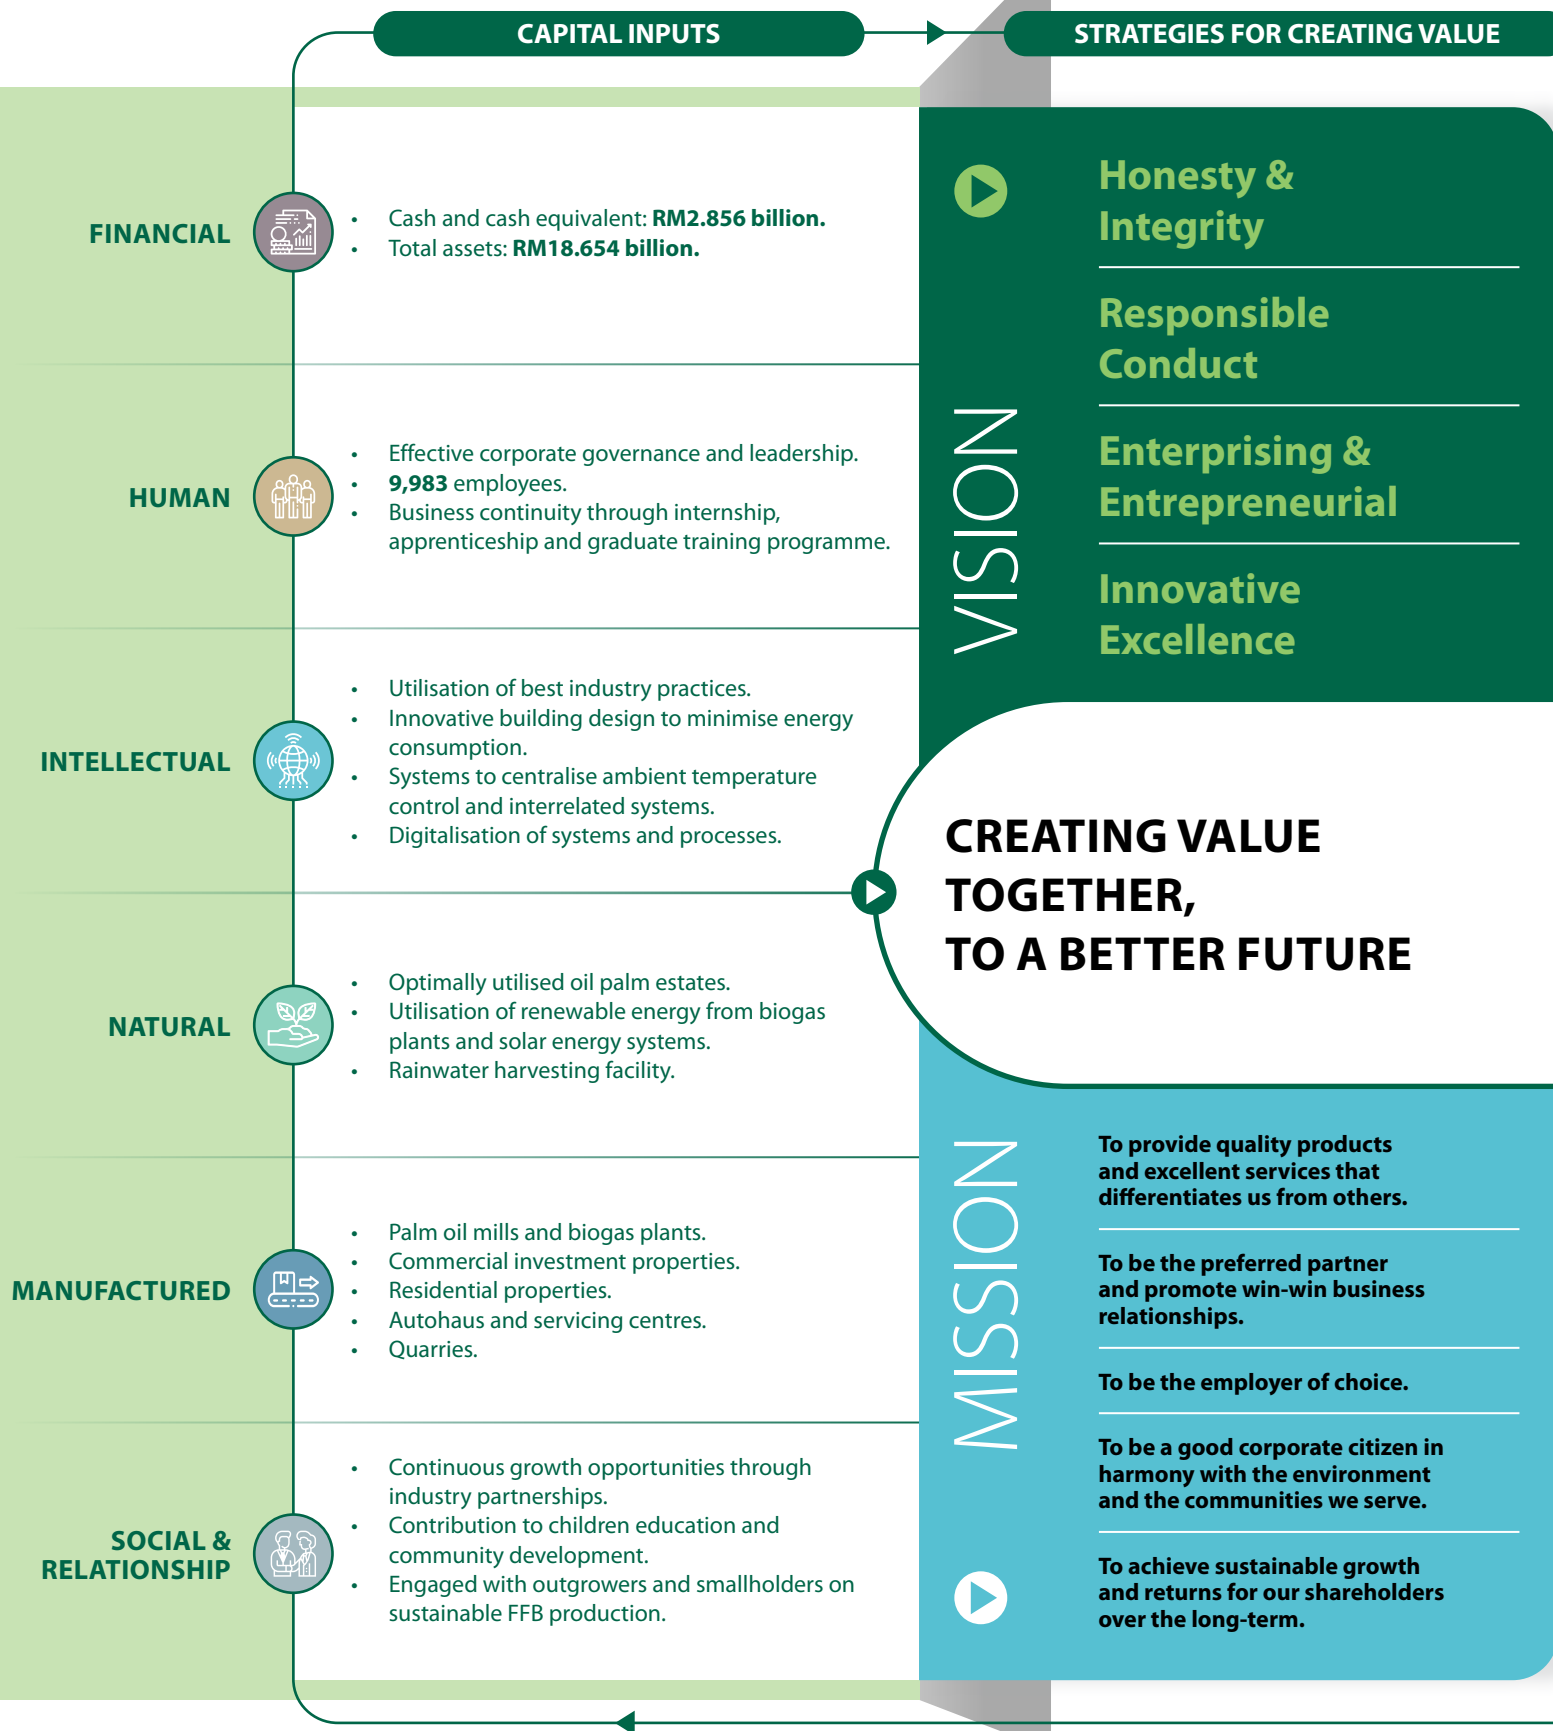 CAPITAL INPUTS
STRATEGIES FOR CREATING VALUE
FINANCIAL
• Cash and cash equivalent: RM2.856 billion.
• Total assets: RM18.654 billion.
HUMAN
• Effective corporate governance and leadership.
• 9,983 employees.
• Business continuity through internship,
apprenticeship and graduate training programme.
INTELLECTUAL
• Utilisation of best industry practices.
• Innovative building design to minimise energy
consumption.
• Systems to centralise ambient temperature
control and interrelated systems.
• Digitalisation of systems and processes.
NATURAL
• Optimally utilised oil palm estates.
• Utilisation of renewable energy from biogas
plants and solar energy systems.
• Rainwater harvesting facility.
MANUFACTURED
• Palm oil mills and biogas plants.
• Commercial investment properties.
• Residential properties.
• Autohaus and servicing centres.
• Quarries.
SOCIAL &
RELATIONSHIP
• Continuous growth opportunities through
industry partnerships.
• Contribution to children education and
community development.
• Engaged with outgrowers and smallholders on
sustainable FFB production.
VISION
Honesty &
Integrity
Responsible
Conduct
Enterprising &
Entrepreneurial
Innovative
Excellence
CREATING VALUE
TOGETHER,
TO A BETTER FUTURE
MISSION
To provide quality products
and excellent services that
differentiates us from others.
To be the preferred partner
and promote win-win business
relationships.
To be the employer of choice.
To be a good corporate citizen in
harmony with the environment
and the communities we serve.
To achieve sustainable growth
and returns for our shareholders
over the long-term.